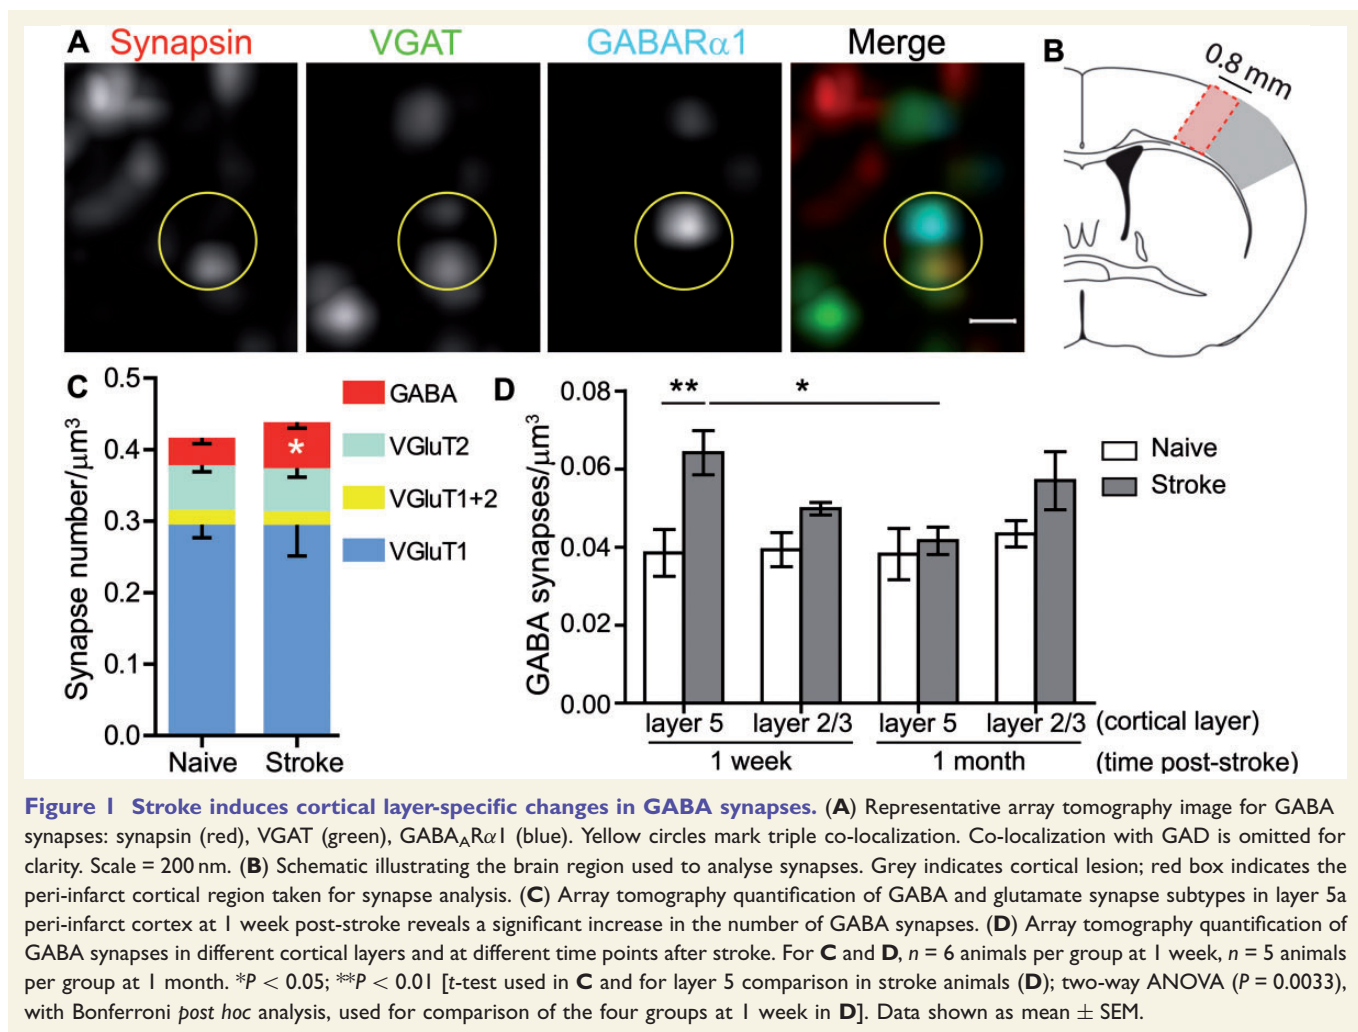 A Synapsin VGAT GABARα1 Merge
B
0.8 mm
C
0.5
0.4
0.3
0.2
0.1
0.0
Synapse number/μm³
*
Naive Stroke
GABA
VGluT2
VGluT1+2
VGluT1
D
0.08
0.06
0.04
0.02
0.00
GABA synapses/μm³
** *
Naive
Stroke
layer 5 layer 2/3 layer 5 layer 2/3 (cortical layer)
1 week 1 month (time post-stroke)
Figure 1 Stroke induces cortical layer-specific changes in GABA synapses. (A) Representative array tomography image for GABA
synapses: synapsin (red), VGAT (green), GABA_ARα1 (blue). Yellow circles mark triple co-localization. Co-localization with GAD is omitted for
clarity. Scale = 200 nm. (B) Schematic illustrating the brain region used to analyse synapses. Grey indicates cortical lesion; red box indicates the
peri-infarct cortical region taken for synapse analysis. (C) Array tomography quantification of GABA and glutamate synapse subtypes in layer 5a
peri-infarct cortex at 1 week post-stroke reveals a significant increase in the number of GABA synapses. (D) Array tomography quantification of
GABA synapses in different cortical layers and at different time points after stroke. For C and D, n = 6 animals per group at 1 week, n = 5 animals
per group at 1 month. *P < 0.05; **P < 0.01 [t-test used in C and for layer 5 comparison in stroke animals (D); two-way ANOVA (P = 0.0033),
with Bonferroni post hoc analysis, used for comparison of the four groups at 1 week in D]. Data shown as mean ± SEM.